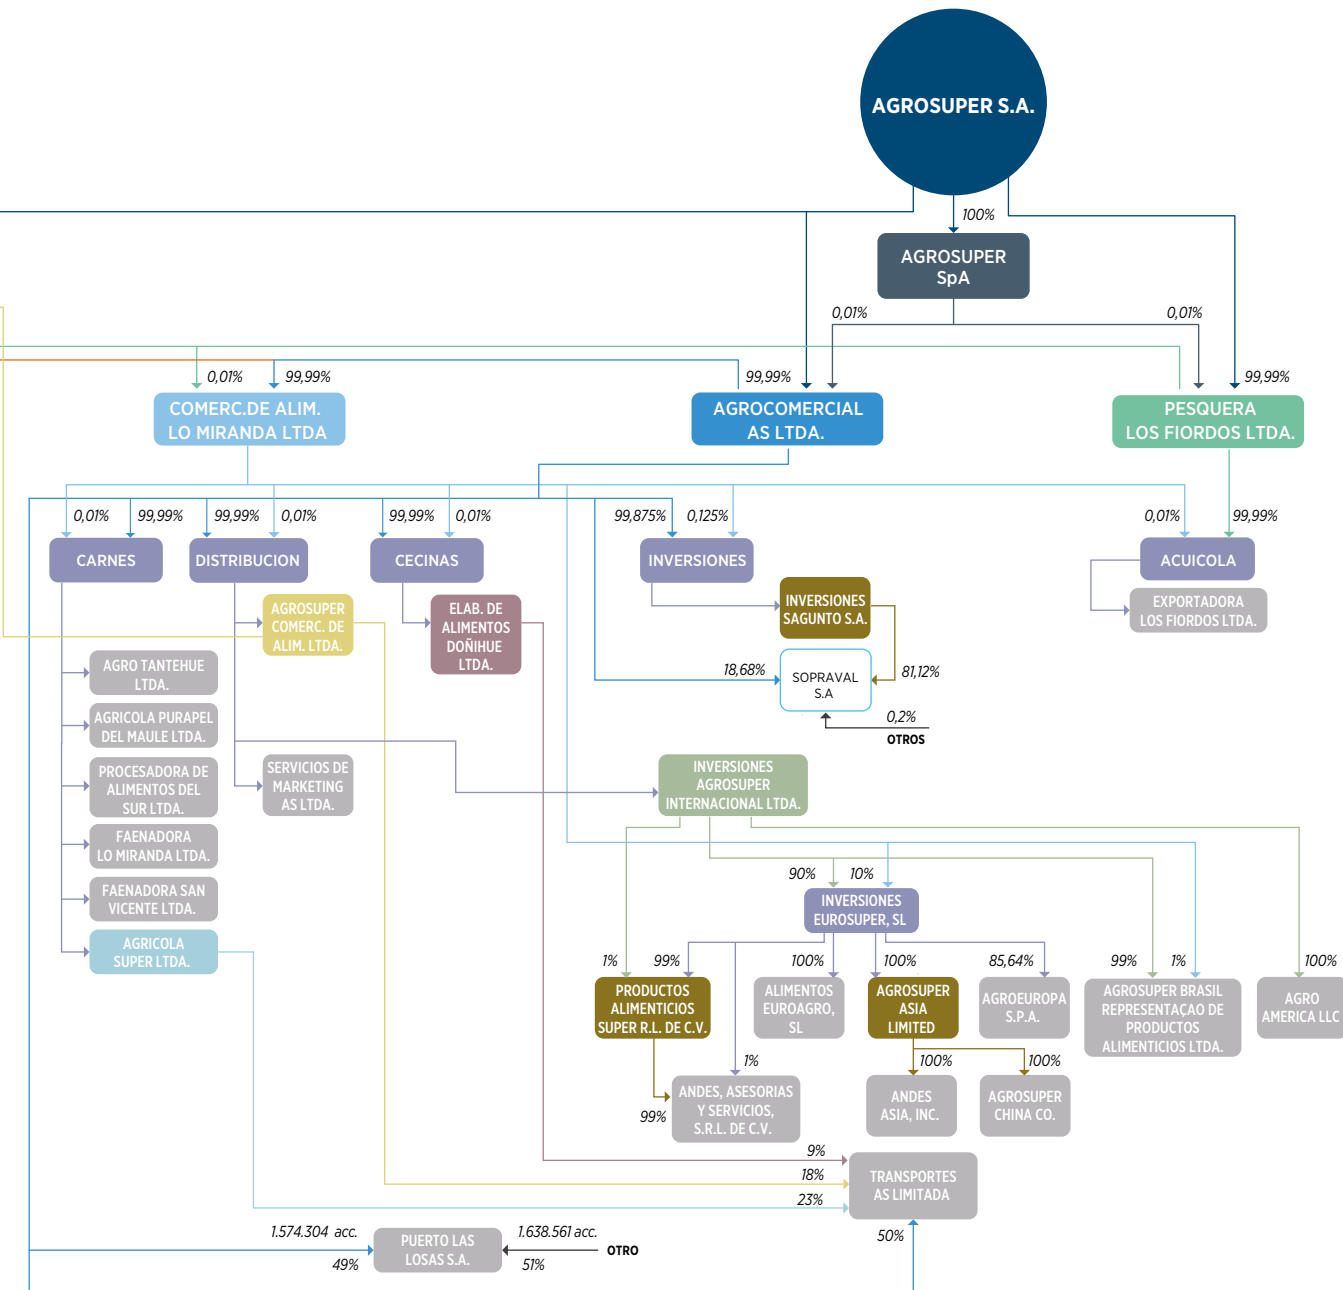 AGROSUPER S.A.
100%
AGROSUPER
SpA
0,01%
0,01%
0,01%
99,99%
99,99%
99,99%
COMERC.DE ALIM.
LO MIRANDA LTDA
AGROCOMERCIAL
AS LTDA.
PESQUERA
LOS FIORDOS LTDA.
0,01%
99,99%
99,99%
0,01%
99,99%
0,01%
99,875%
0,125%
0,01%
99,99%
CARNES
DISTRIBUCION
CECINAS
INVERSIONES
ACUICOLA
AGROSUPER
COMERC. DE
ALIM. LTDA.
ELAB. DE
ALIMENTOS
DOÑIHUE
LTDA.
INVERSIONES
SAGUNTO S.A.
EXPORTADORA
LOS FIORDOS LTDA.
AGRO TANTEHUE
LTDA.
18,68%
SOPRAVAL
S.A
81,12%
0,2%
OTROS
AGRICOLA PURAPEL
DEL MAULE LTDA.
PROCESADORA DE
ALIMENTOS DEL
SUR LTDA.
SERVICIOS DE
MARKETING
AS LTDA.
INVERSIONES
AGROSUPER
INTERNACIONAL LTDA.
FAENADORA
LO MIRANDA LTDA.
FAENADORA SAN
VICENTE LTDA.
90%
10%
INVERSIONES
EUROSUPER, SL
AGRICOLA
SUPER LTDA.
1%
99%
100%
100%
85,64%
99%
1%
100%
PRODUCTOS
ALIMENTICIOS
SUPER R.L. DE C.V.
ALIMENTOS
EUROAGRO,
SL
AGROSUPER
ASIA
LIMITED
AGROEUROPA
S.P.A.
AGROSUPER BRASIL
REPRESENTAÇAO DE
PRODUCTOS
ALIMENTICIOS LTDA.
AGRO
AMERICA LLC
1%
100%
100%
99%
ANDES, ASESORIAS
Y SERVICIOS,
S.R.L. DE C.V.
ANDES
ASIA, INC.
AGROSUPER
CHINA CO.
9%
18%
23%
TRANSPORTES
AS LIMITADA
50%
1.574.304 acc.
49%
PUERTO LAS
LOSAS S.A.
1.638.561 acc.
51%
OTRO